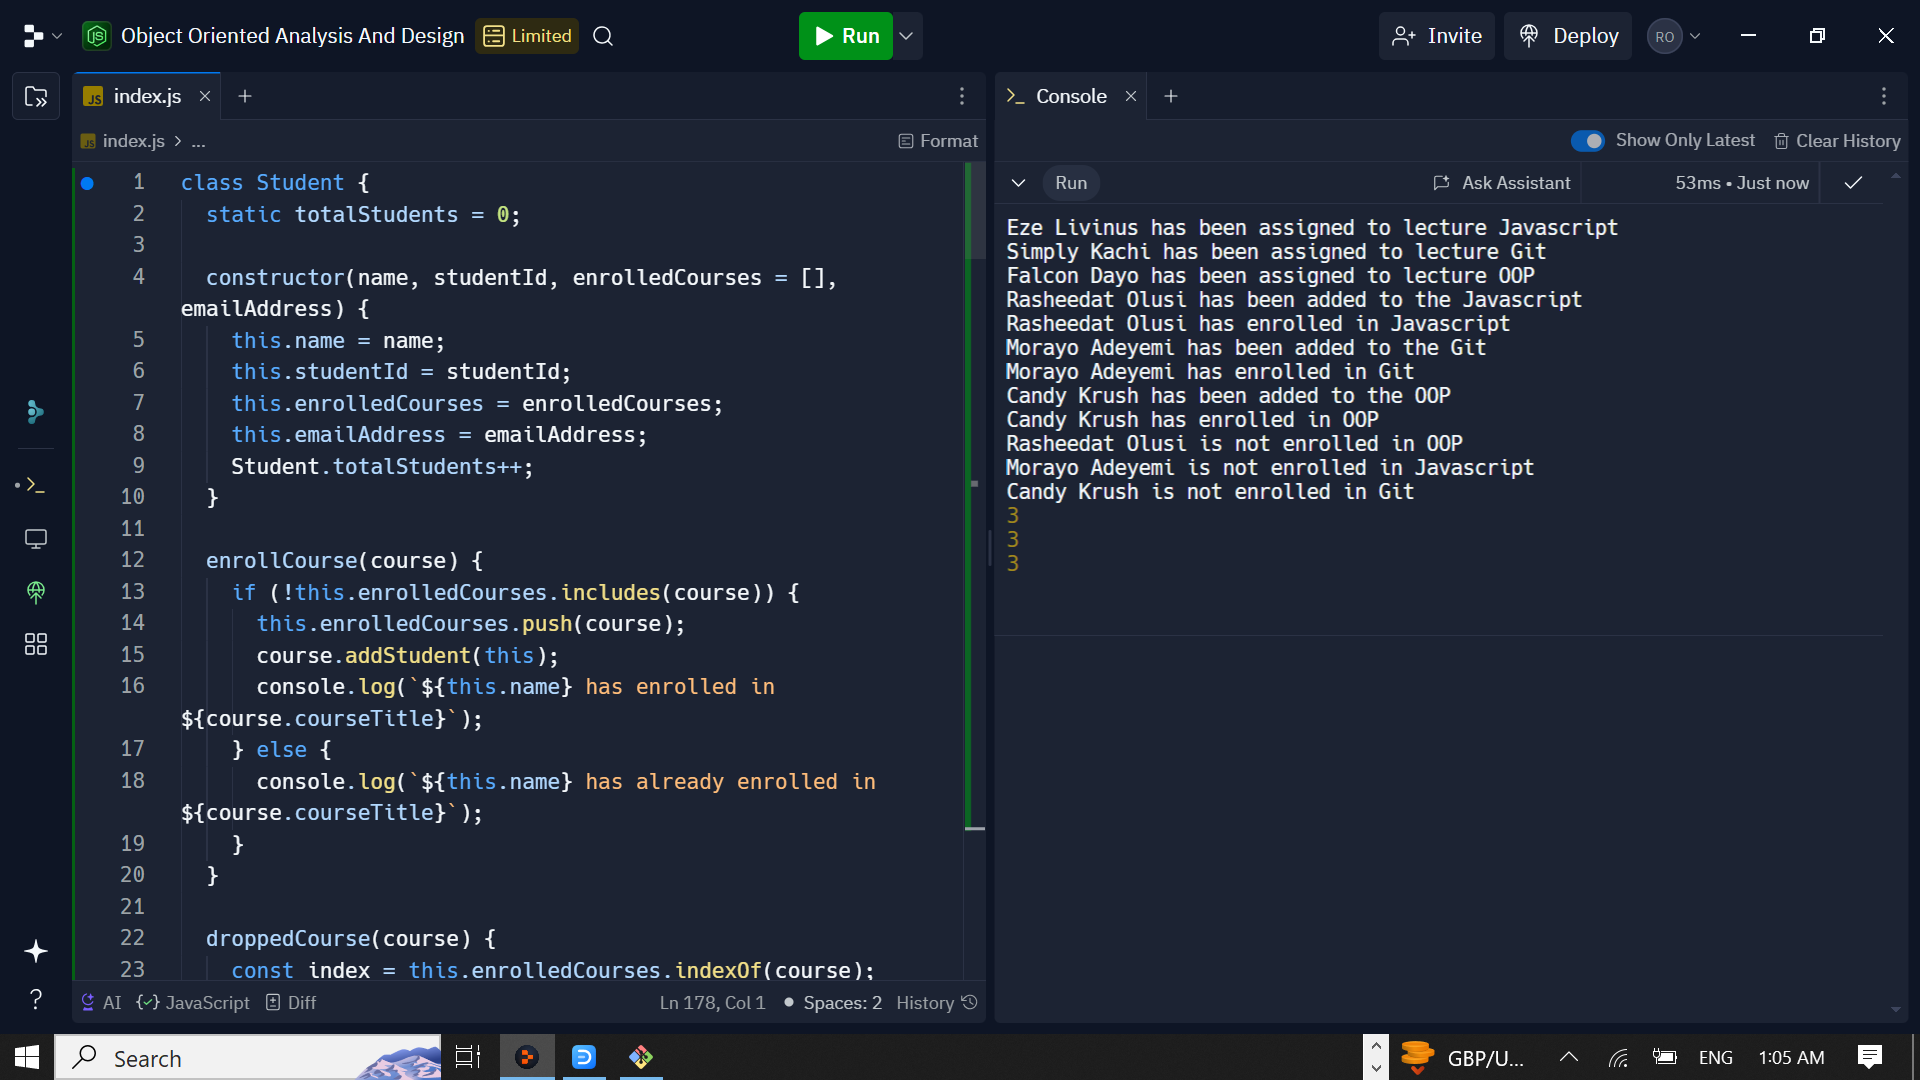 Object Oriented Analysis And Design
Limited
Run
Invite
Deploy
RO
JS index.js
Console
JS index.js > ...
Format
Show Only Latest
Clear History
Run
Ask Assistant
53ms • Just now
1 class Student {
2 static totalStudents = 0;
3
4 constructor(name, studentId, enrolledCourses = [],
emailAddress) {
5 this.name = name;
6 this.studentId = studentId;
7 this.enrolledCourses = enrolledCourses;
8 this.emailAddress = emailAddress;
9 Student.totalStudents++;
10 }
11
12 enrollCourse(course) {
13 if (!this.enrolledCourses.includes(course)) {
14 this.enrolledCourses.push(course);
15 course.addStudent(this);
16 console.log(`${this.name} has enrolled in
${course.courseTitle}`);
17 } else {
18 console.log(`${this.name} has already enrolled in
${course.courseTitle}`);
19 }
20 }
21
22 droppedCourse(course) {
23 const index = this.enrolledCourses.indexOf(course);
Eze Livinus has been assigned to lecture Javascript
Simply Kachi has been assigned to lecture Git
Falcon Dayo has been assigned to lecture OOP
Rasheedat Olusi has been added to the Javascript
Rasheedat Olusi has enrolled in Javascript
Morayo Adeyemi has been added to the Git
Morayo Adeyemi has enrolled in Git
Candy Krush has been added to the OOP
Candy Krush has enrolled in OOP
Rasheedat Olusi is not enrolled in OOP
Morayo Adeyemi is not enrolled in Javascript
Candy Krush is not enrolled in Git
3
3
3
AI
JavaScript
Diff
Ln 178, Col 1
Spaces: 2
History
Search
GBP/U...
ENG
1:05 AM